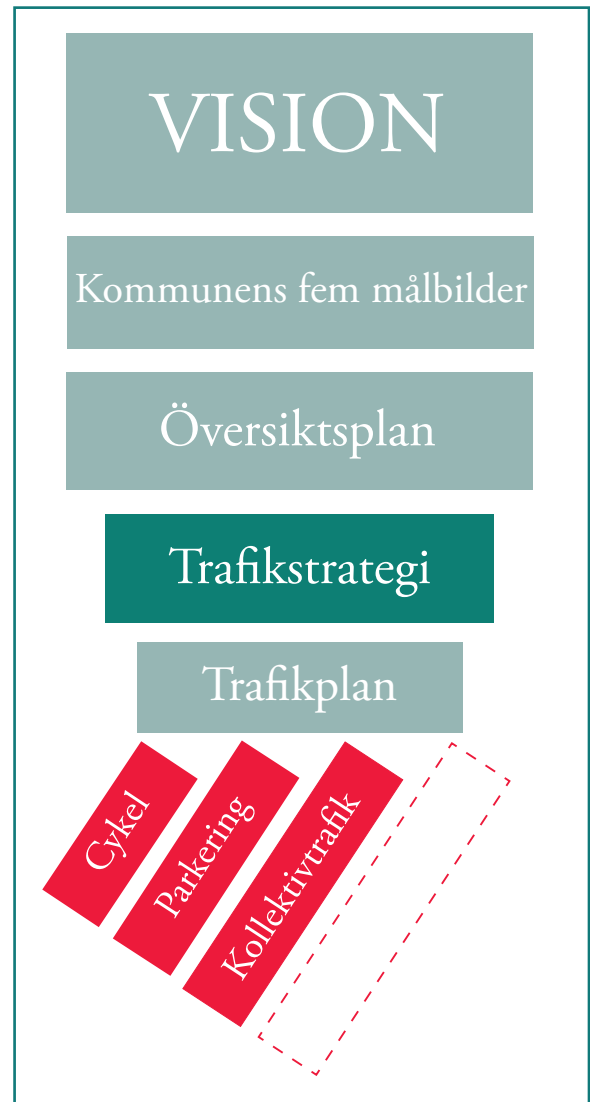 VISION
Kommunens fem målbilder
Översiktsplan
Trafikstrategi
Trafikplan
Cykel
Parkering
Kollektivtrafik